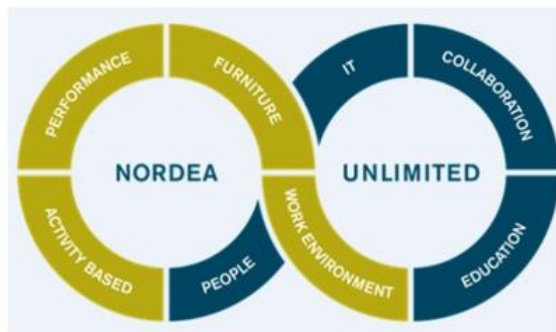 PERFORMANCE
FURNITURE
IT
COLLABORATION
NORDEA
UNLIMITED
ACTIVITY BASED
PEOPLE
WORK ENVIRONMENT
EDUCATION